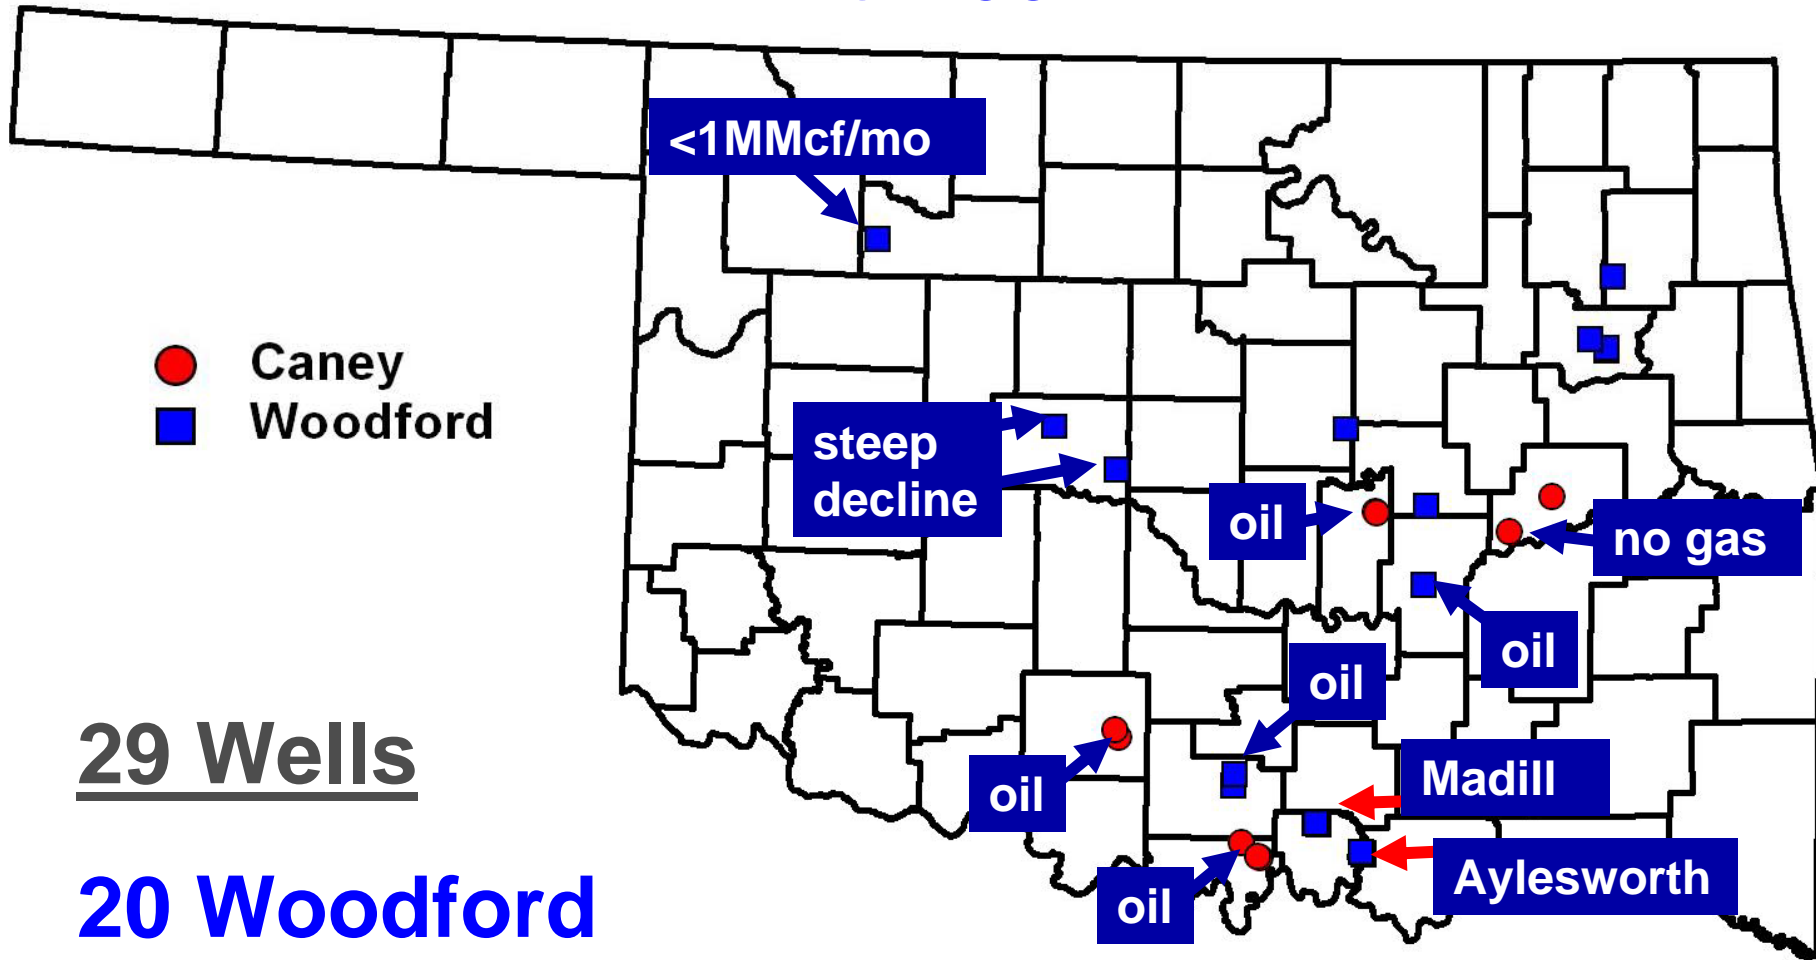 <1MMcf/mo
Caney
Woodford
steep
decline
oil
no gas
oil
oil
29 Wells
Madill
oil
Aylesworth
20 Woodford
oil